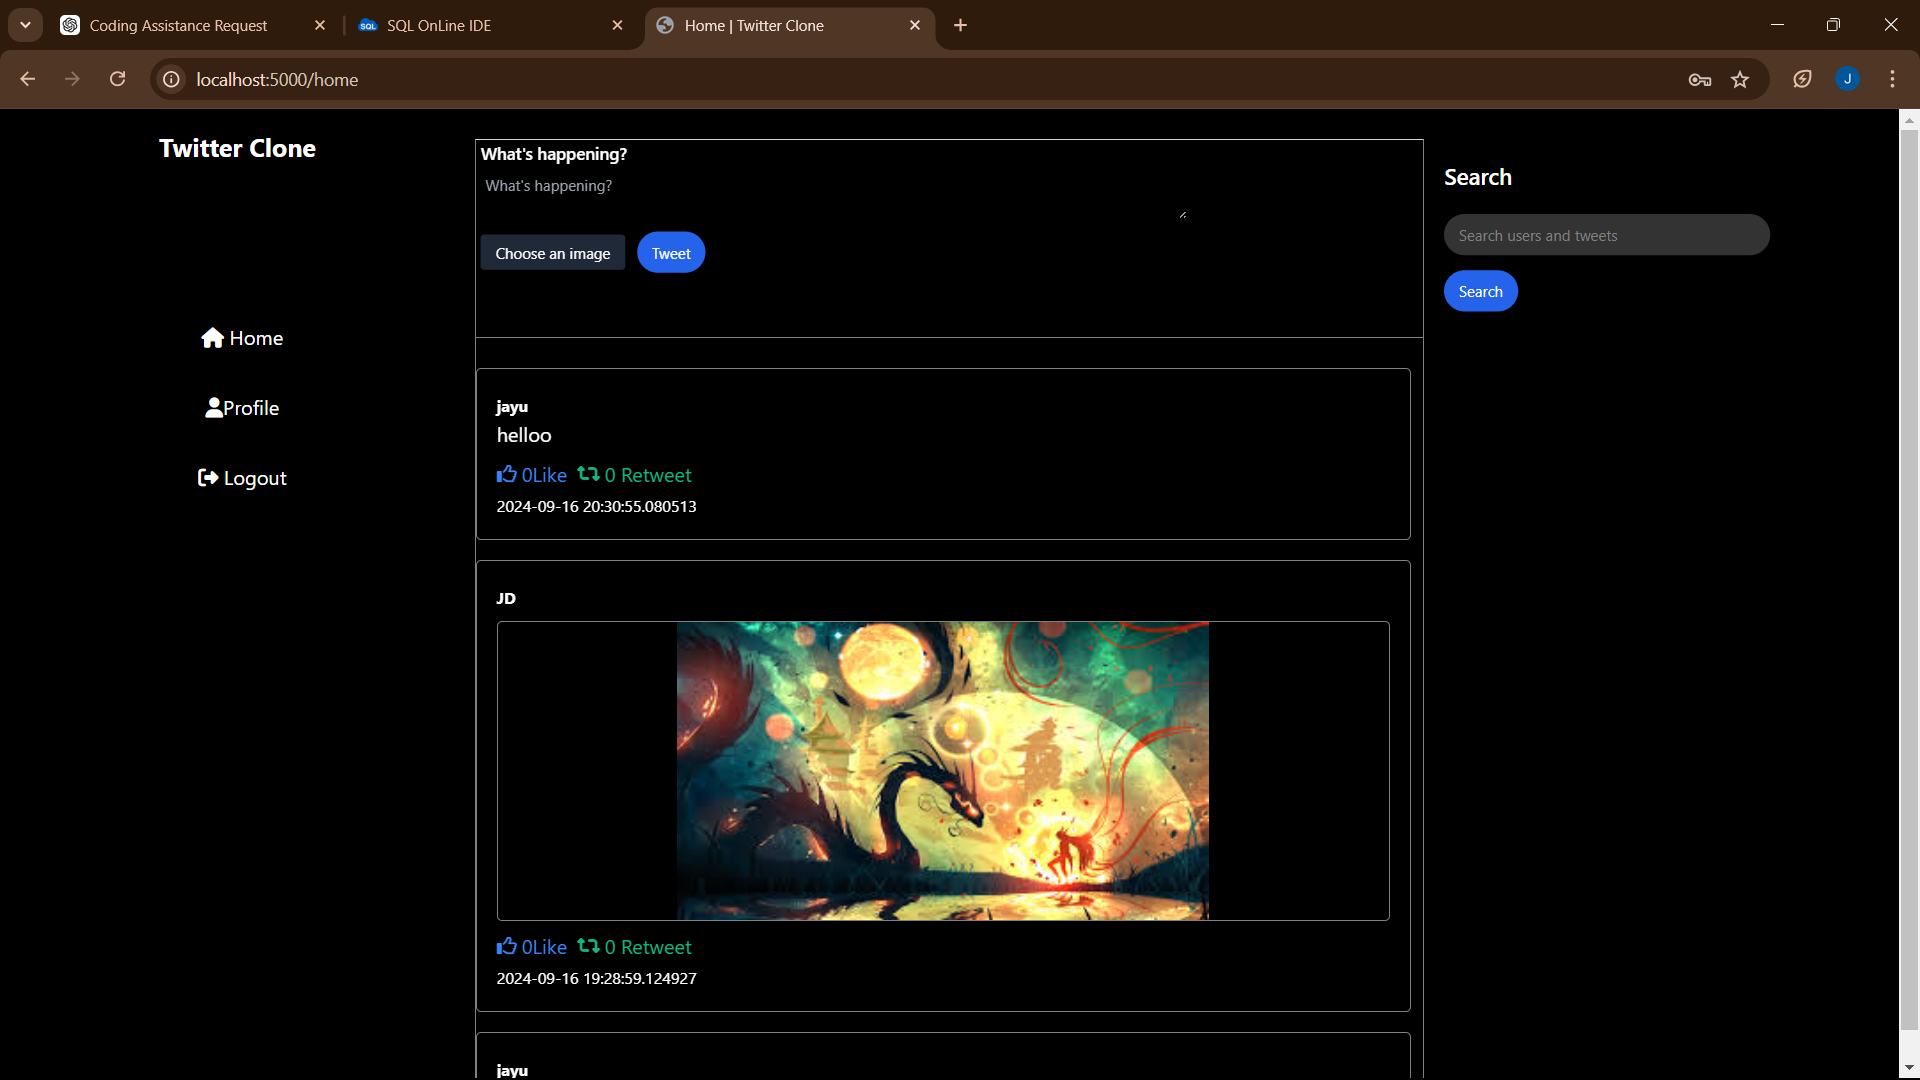 Coding Assistance Request
SQL OnLine IDE
Home | Twitter Clone
localhost:5000/home
J
Twitter Clone
Home
Profile
Logout
What's happening?
What's happening?
Choose an image
Tweet
jayu
helloo
0Like 0 Retweet
2024-09-16 20:30:55.080513
JD
0Like 0 Retweet
2024-09-16 19:28:59.124927
jayu
Search
Search users and tweets
Search